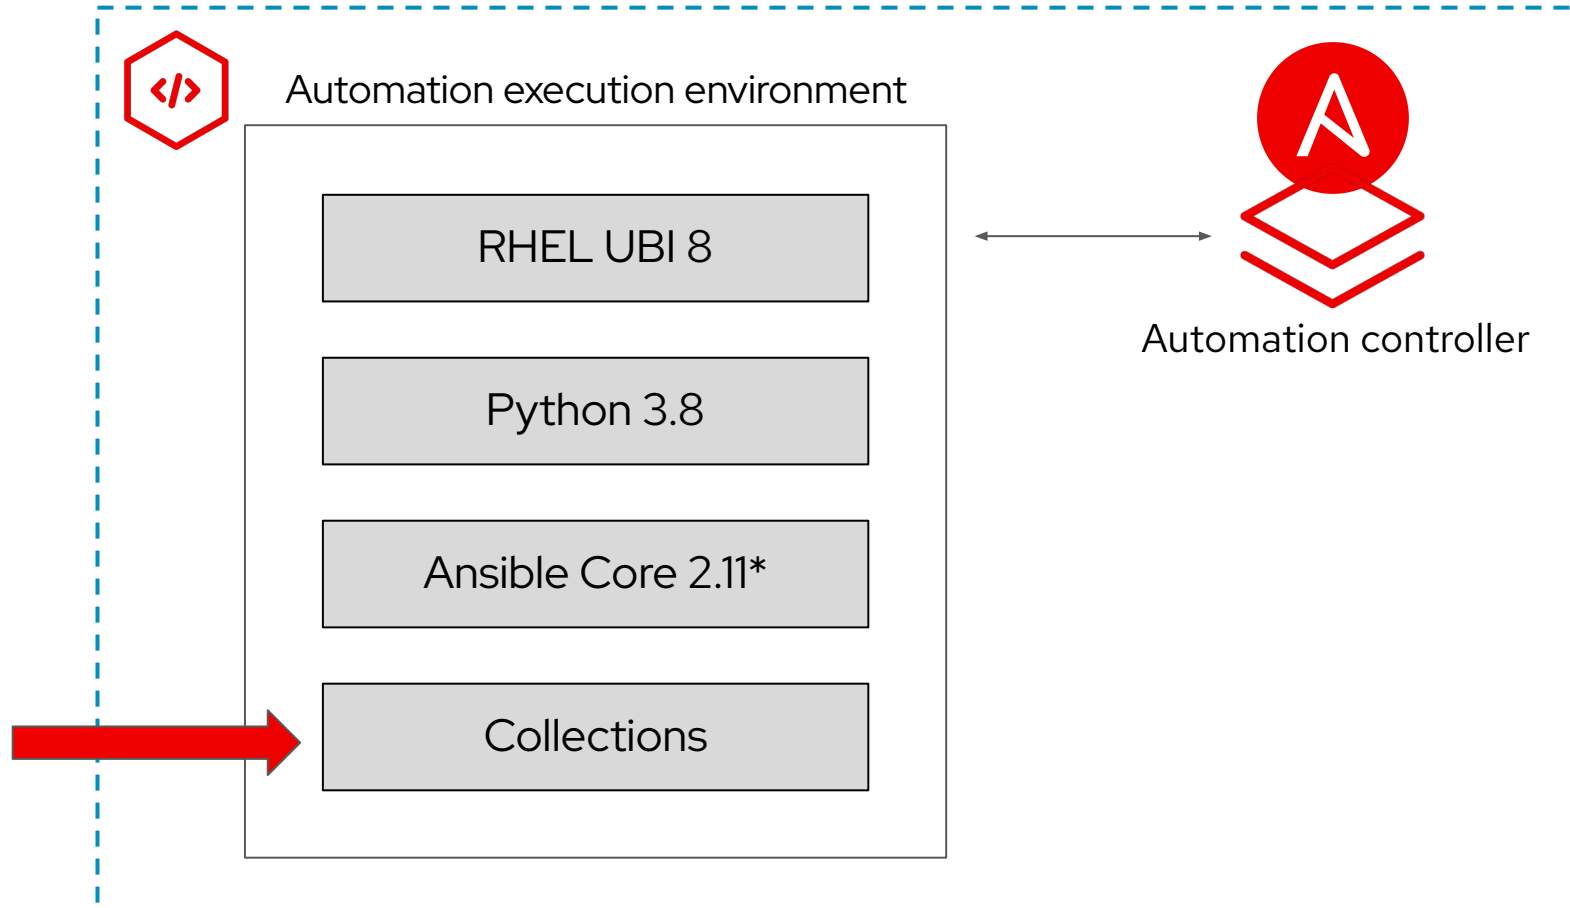 Automation execution environment
RHEL UBI 8
Python 3.8
Ansible Core 2.11*
Collections
Automation controller